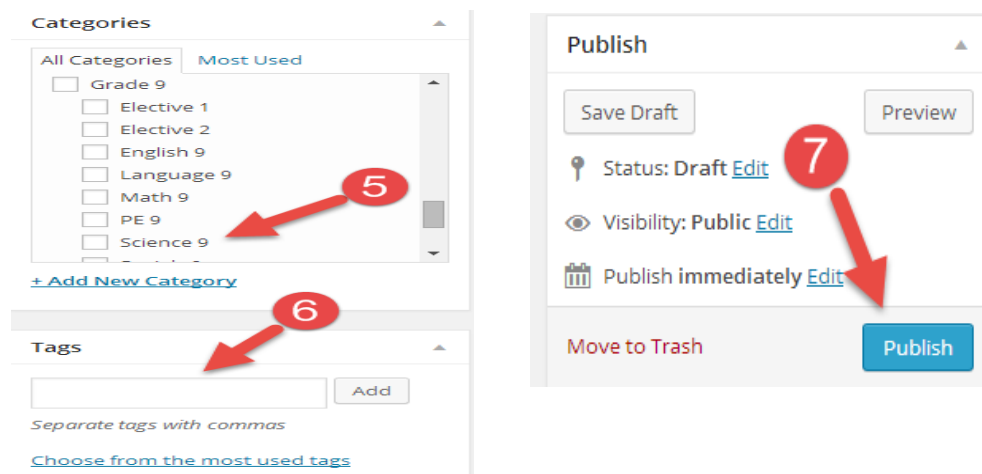 Categories
All Categories Most Used
Grade 9
Elective 1
Elective 2
English 9
Language 9
Math 9
PE 9
Science 9
+ Add New Category
5
6
Tags
Add
Separate tags with commas
Choose from the most used tags
Publish
Save Draft Preview
7
Status: Draft Edit
Visibility: Public Edit
Publish immediately Edit
Move to Trash Publish